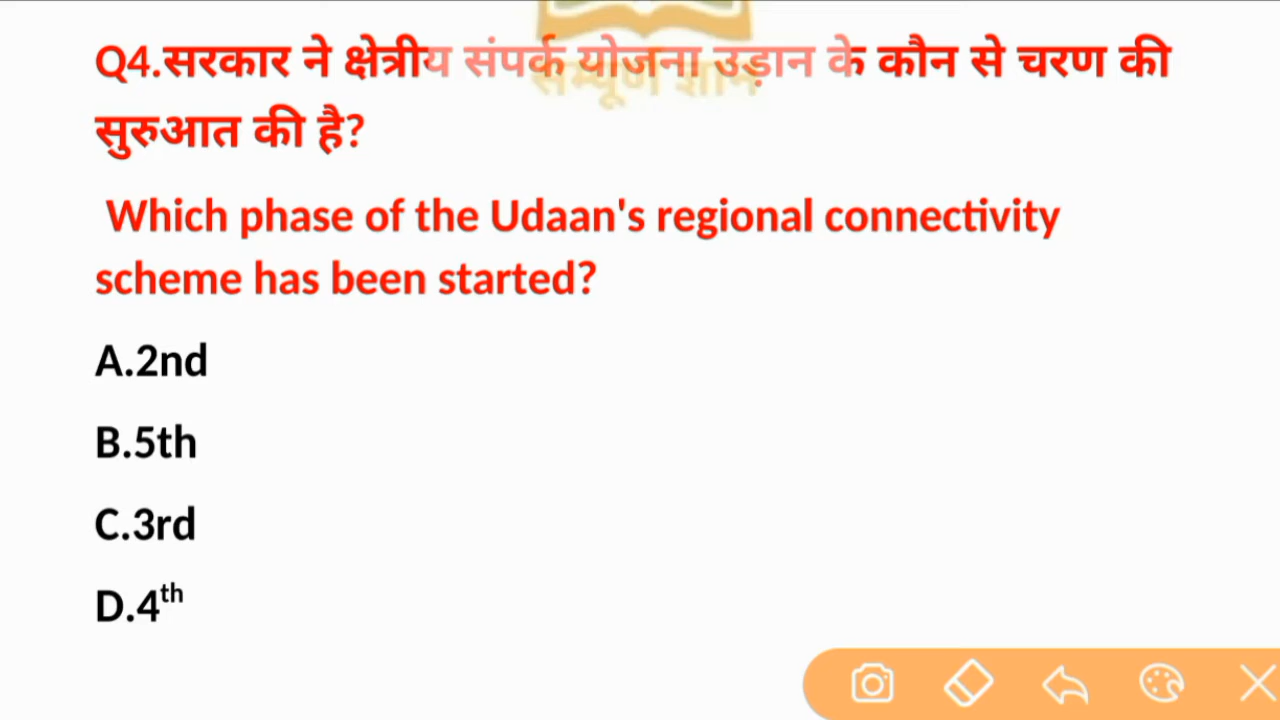 सम्पूर्ण ज्ञान
Q4.सरकार ने क्षेत्रीय संपर्क योजना उड़ान के कौन से चरण की
सुरुआत की है?
Which phase of the Udaan's regional connectivity
scheme has been started?
A.2nd
B.5th
C.3rd
D.4th